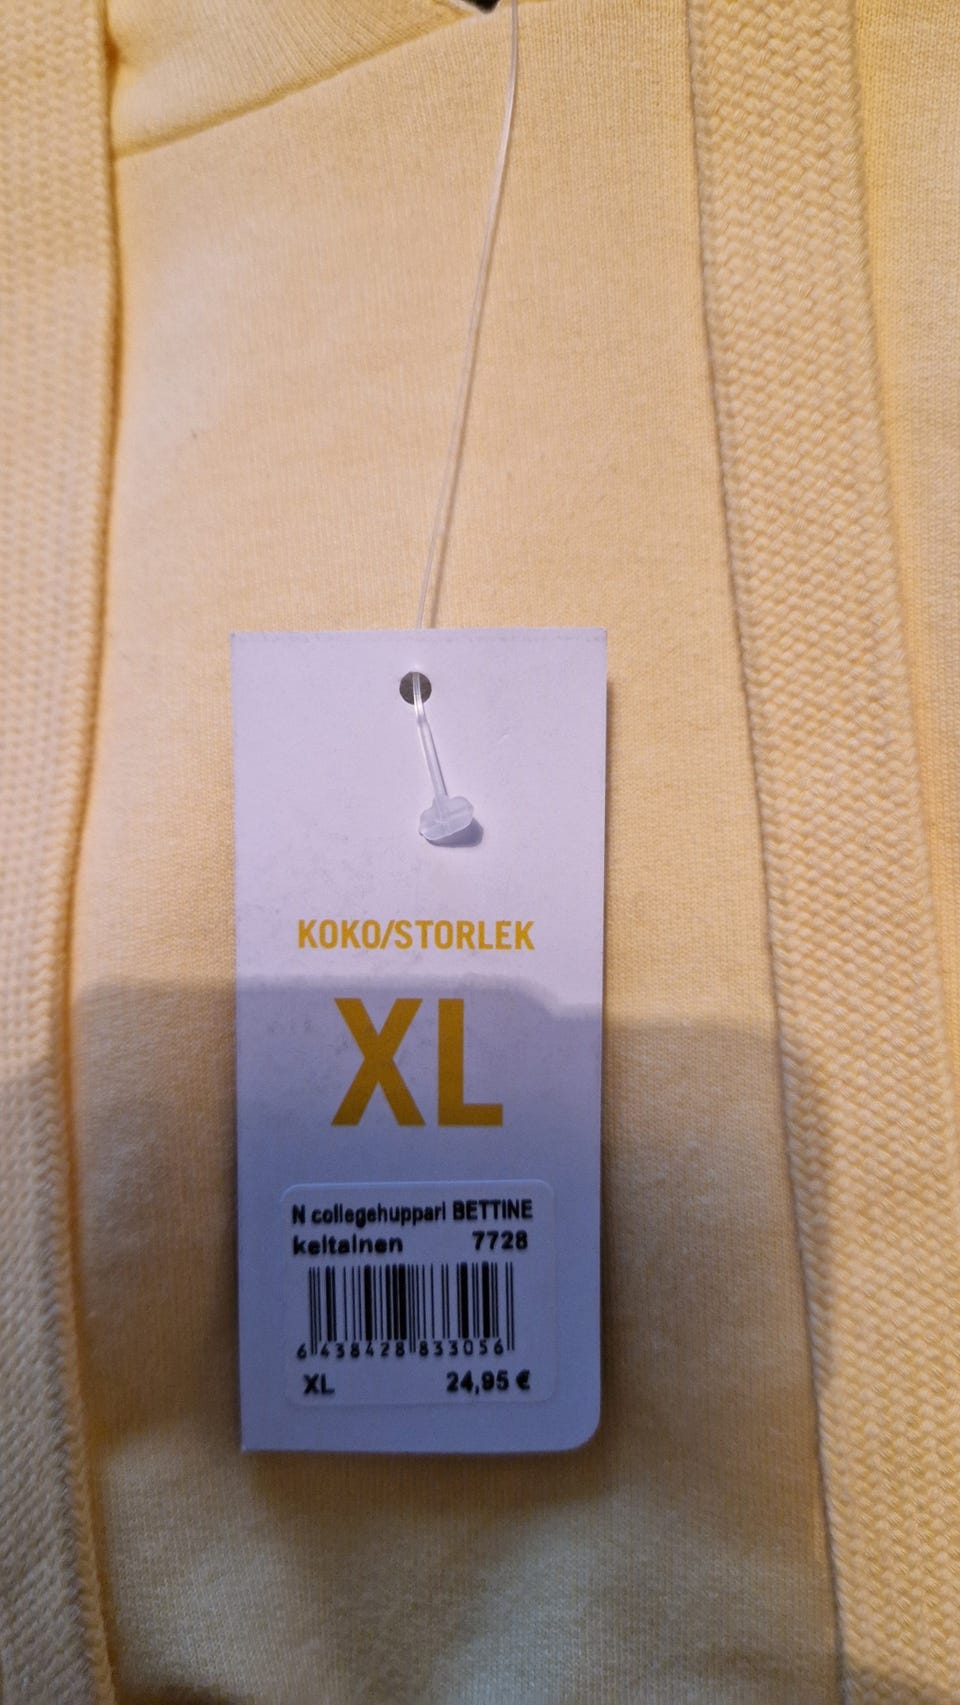 KOKO/STORLEK
XL
N collegehuppari BETTINE
keltainen 7728
6 438428 833056
XL 24,95 €